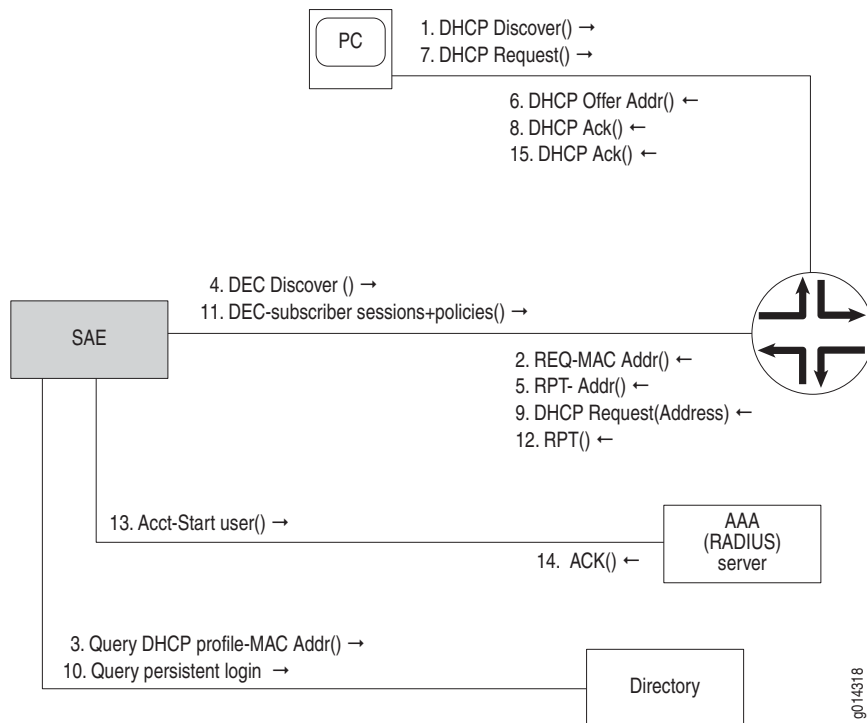 PC
1. DHCP Discover() →
7. DHCP Request() →
6. DHCP Offer Addr() ←
8. DHCP Ack() ←
15. DHCP Ack() ←
4. DEC Discover () →
11. DEC-subscriber sessions+policies() →
SAE
2. REQ-MAC Addr() ←
5. RPT- Addr() ←
9. DHCP Request(Address) ←
12. RPT() ←
13. Acct-Start user() →
14. ACK() ←
AAA
(RADIUS)
server
3. Query DHCP profile-MAC Addr() →
10. Query persistent login →
Directory
g014318